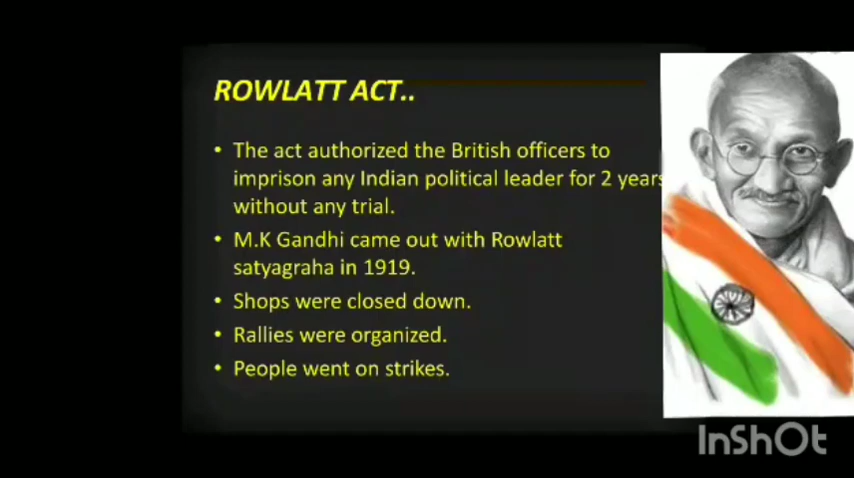 ROWLATT ACT..
• The act authorized the British officers to
imprison any Indian political leader for 2 years
without any trial.
• M.K Gandhi came out with Rowlatt
satyagraha in 1919.
• Shops were closed down.
• Rallies were organized.
• People went on strikes.
InShOt